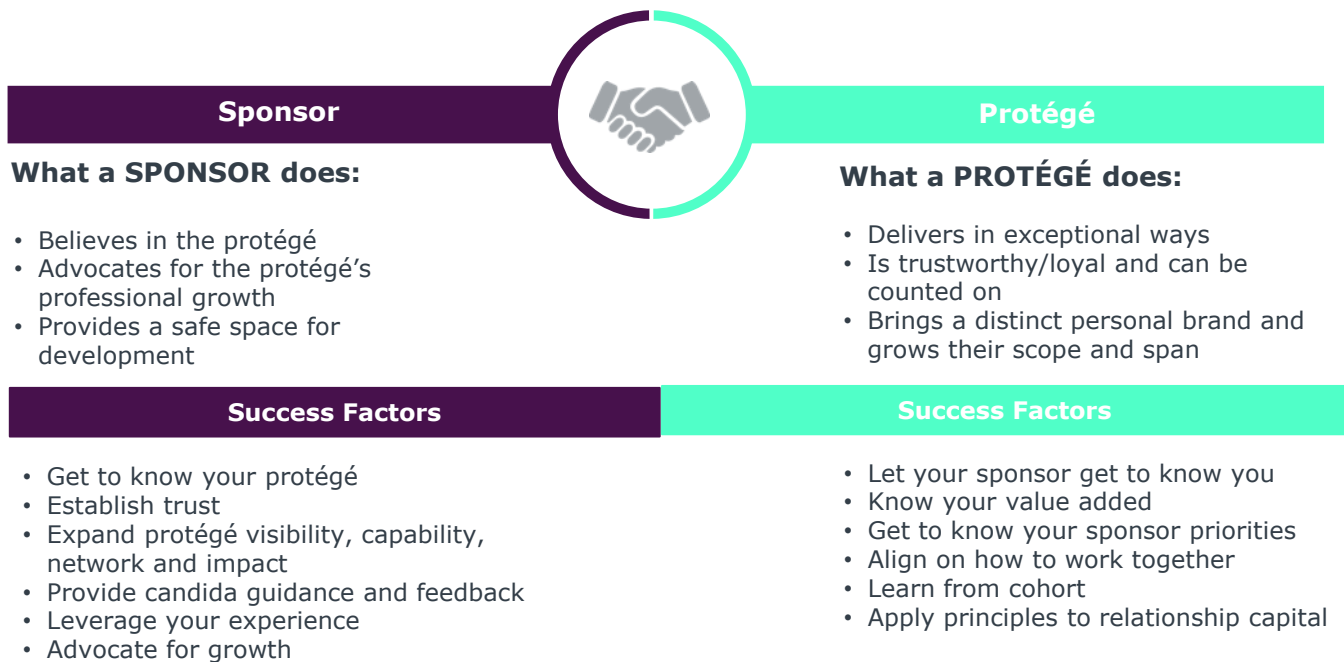 Sponsor
What a SPONSOR does:
• Believes in the protégé
• Advocates for the protégé’s
professional growth
• Provides a safe space for
development
Success Factors
• Get to know your protégé
• Establish trust
• Expand protégé visibility, capability,
network and impact
• Provide candida guidance and feedback
• Leverage your experience
• Advocate for growth
Protégé
What a PROTÉGÉ does:
• Delivers in exceptional ways
• Is trustworthy/loyal and can be
counted on
• Brings a distinct personal brand and
grows their scope and span
Success Factors
• Let your sponsor get to know you
• Know your value added
• Get to know your sponsor priorities
• Align on how to work together
• Learn from cohort
• Apply principles to relationship capital